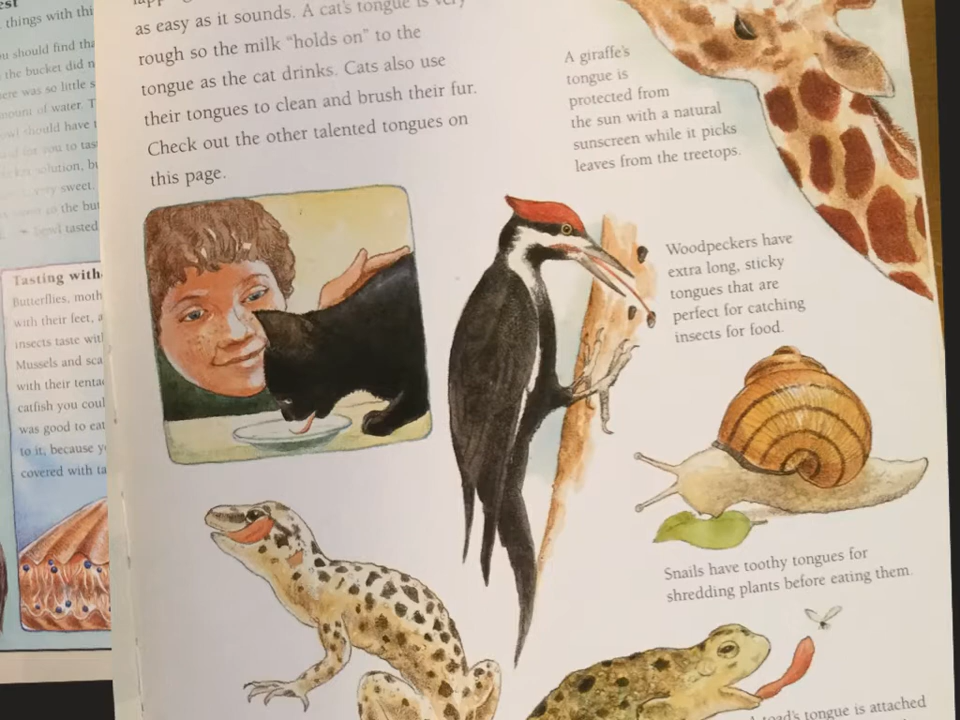 things with thi
should find tha
the bucket did n
ere was so little s
mount of water. T
should have t
for you to tas
solution, bu
sweet.
the but
tasted
Tasting with
Butterflies, moth
with their feet, a
insects taste wit
Mussels and sca
with their tenta
catfish you coul
was good to eat
to it, because y
covered with ta
as easy as it sounds. A cat's tongue is very
rough so the milk "holds on" to the
tongue as the cat drinks. Cats also use
their tongues to clean and brush their fur.
Check out the other talented tongues on
this page.
A giraffe's
tongue is
protected from
the sun with a natural
sunscreen while it picks
leaves from the treetops.
Woodpeckers have
extra long, sticky
tongues that are
perfect for catching
insects for food.
Snails have toothy tongues for
shredding plants before eating them.
A toad's tongue is attached